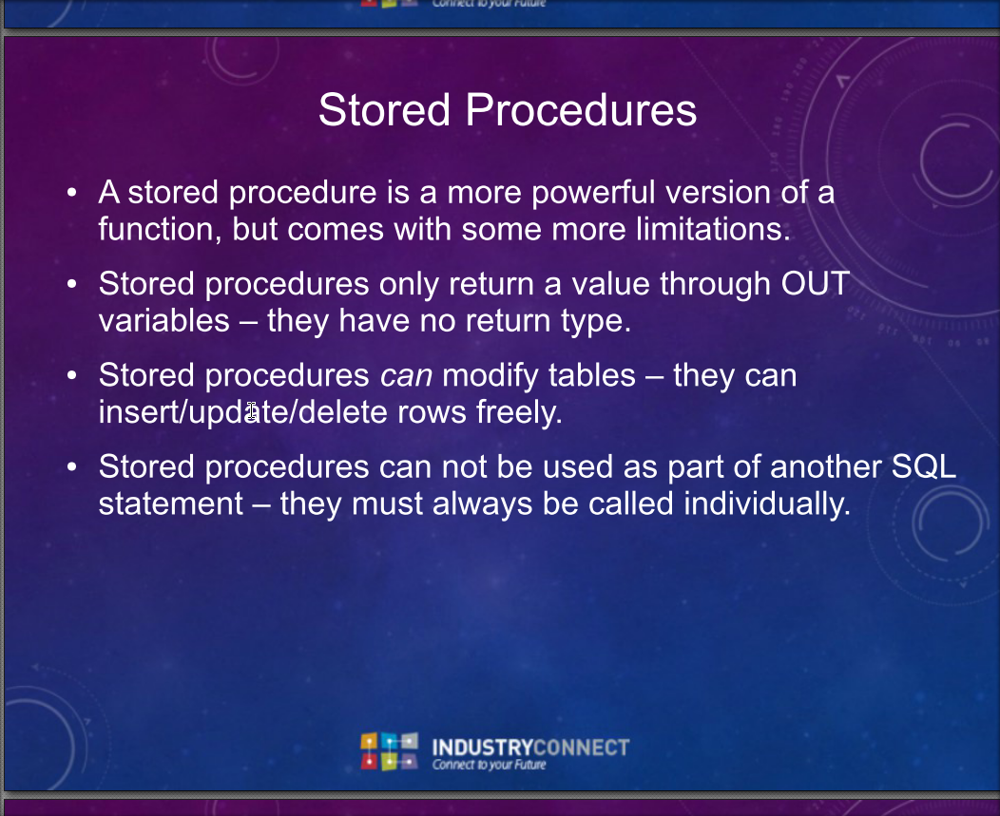 Connect to your Future
Stored Procedures
• A stored procedure is a more powerful version of a
function, but comes with some more limitations.
• Stored procedures only return a value through OUT
variables – they have no return type.
• Stored procedures can modify tables – they can
insert/update/delete rows freely.
• Stored procedures can not be used as part of another SQL
statement – they must always be called individually.
INDUSTRYCONNECT
Connect to your Future